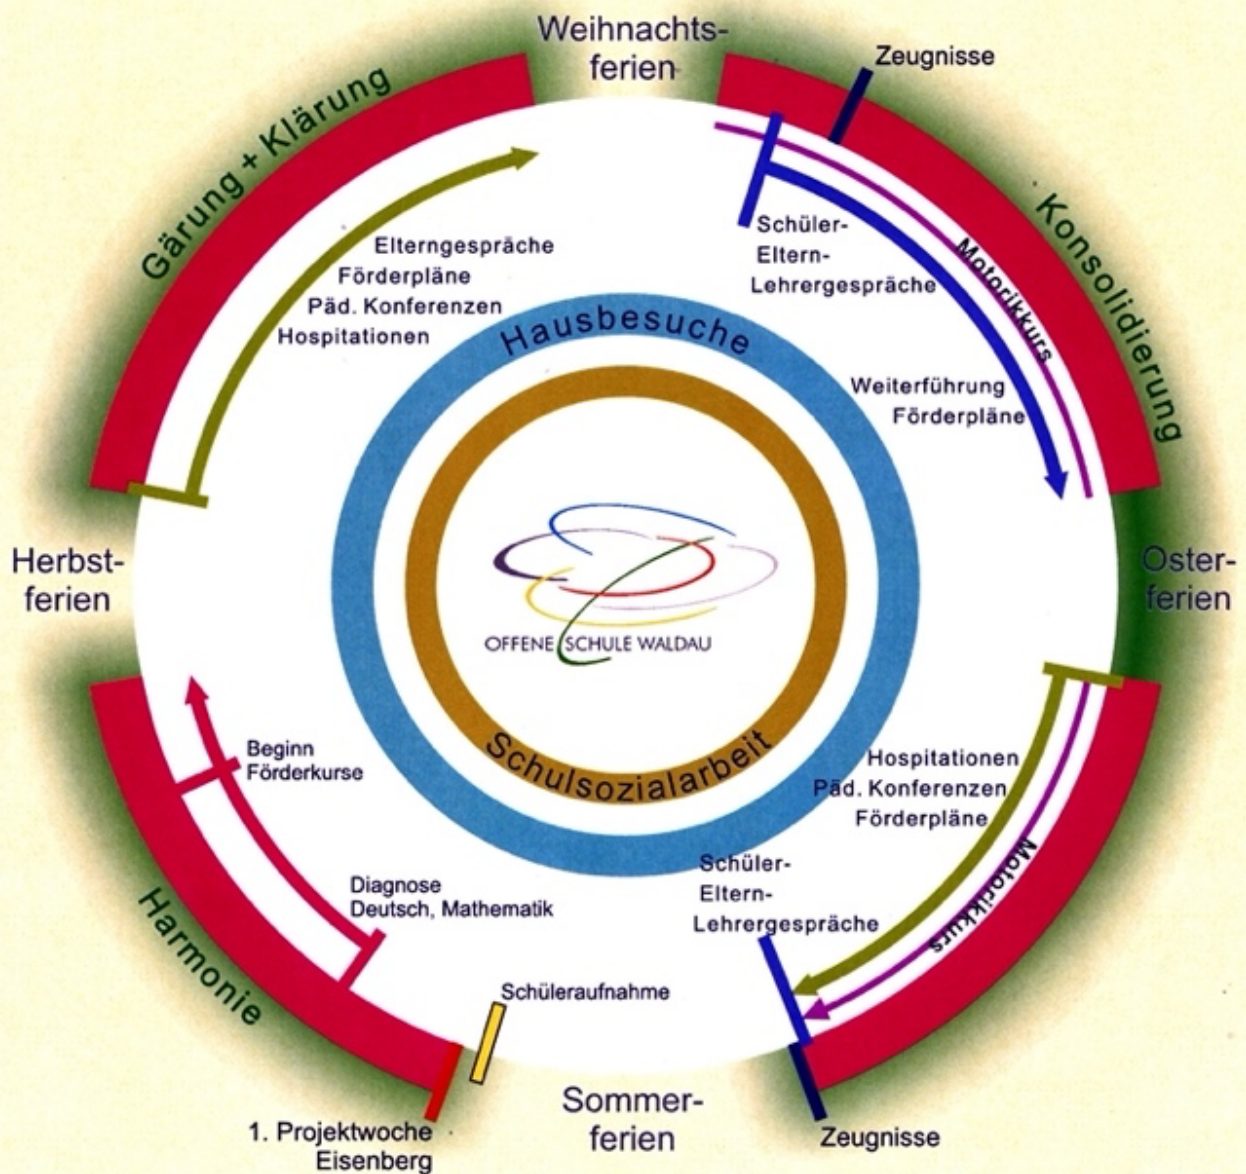 Weihnachts-
ferien
Zeugnisse
Gärung + Klärung
Konsolidierung
Elterngespräche
Förderpläne
Päd. Konferenzen
Hospitationen
Schüler-
Eltern-
Lehrergespräche
Motorikkurs
Weiterführung
Förderpläne
Hausbesuche
Herbst-
ferien
Oster-
ferien
OFFENE SCHULE WALDAU
Schulsozialarbeit
Beginn
Förderkurse
Diagnose
Deutsch, Mathematik
Harmonie
Hospitationen
Päd. Konferenzen
Förderpläne
Motorikkurs
Schüler-
Eltern-
Lehrergespräche
Schüleraufnahme
1. Projektwoche
Eisenberg
Sommer-
ferien
Zeugnisse